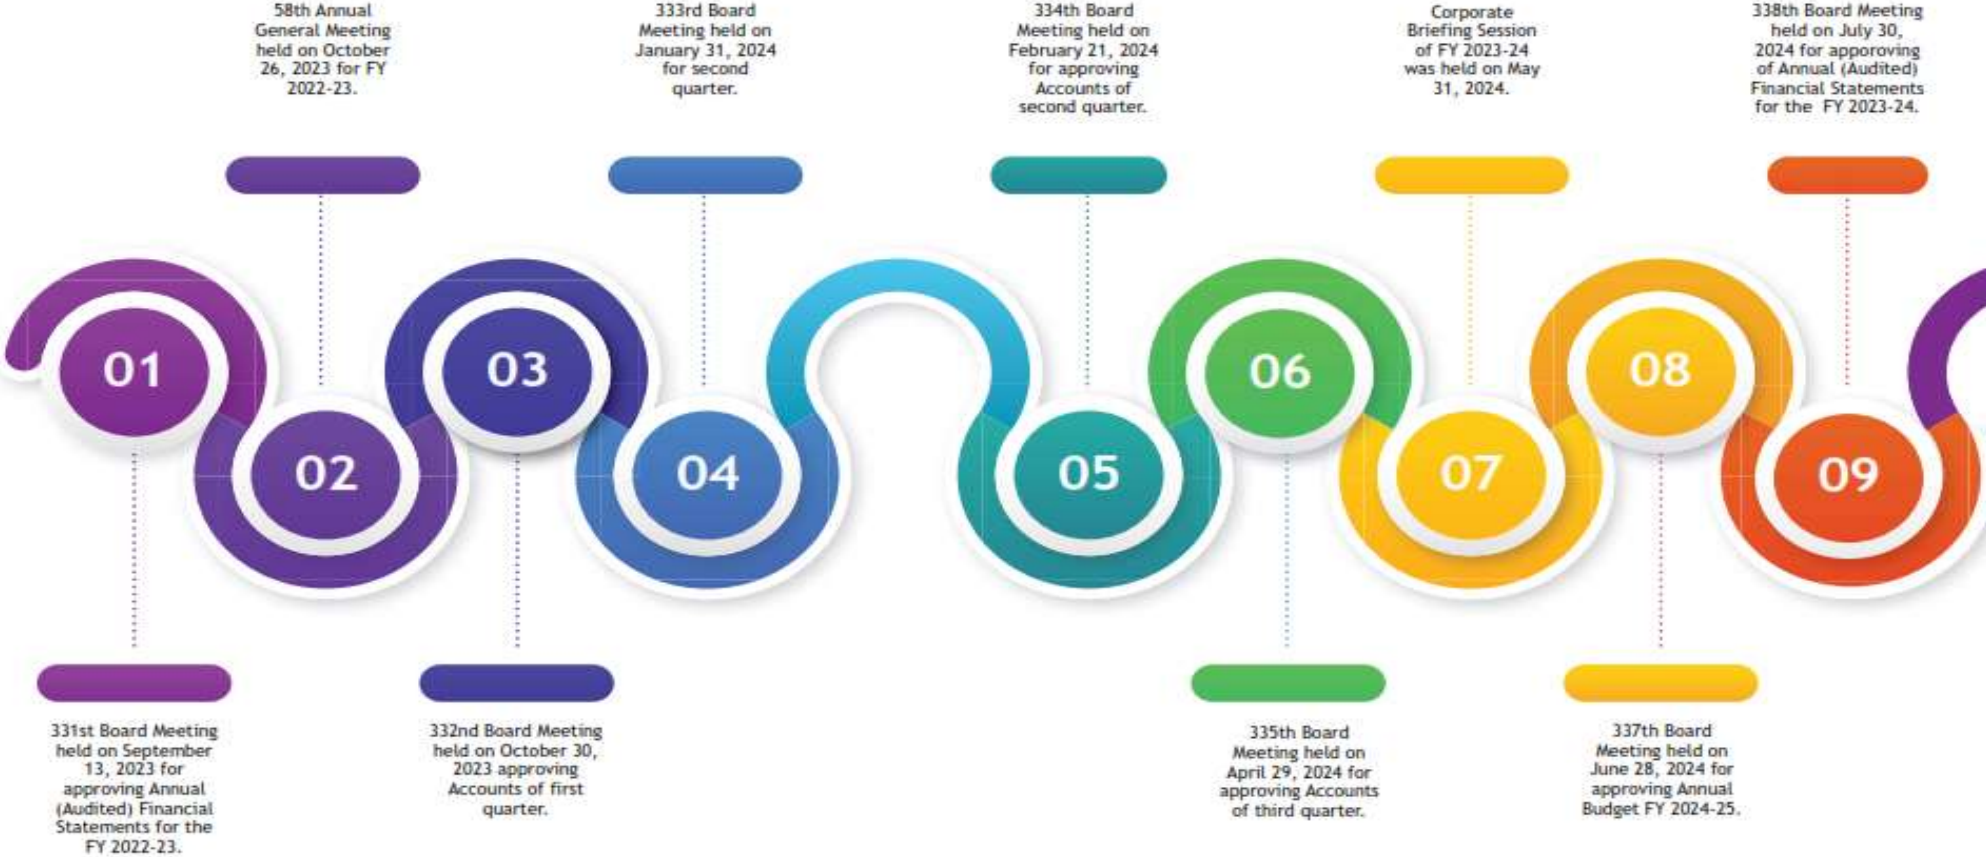 58th Annual
General Meeting
held on October
26, 2023 for FY
2022-23.
333rd Board
Meeting held on
January 31, 2024
for second
quarter.
334th Board
Meeting held on
February 21, 2024
for approving
Accounts of
second quarter.
Corporate
Briefing Session
of FY 2023-24
was held on May
31, 2024.
338th Board Meeting
held on July 30,
2024 for apporoving
of Annual (Audited)
Financial Statements
for the FY 2023-24.
01
02
03
04
05
06
07
08
09
331st Board Meeting
held on September
13, 2023 for
approving Annual
(Audited) Financial
Statements for the
FY 2022-23.
332nd Board Meeting
held on October 30,
2023 approving
Accounts of first
quarter.
335th Board
Meeting held on
April 29, 2024 for
approving Accounts
of third quarter.
337th Board
Meeting held on
June 28, 2024 for
approving Annual
Budget FY 2024-25.